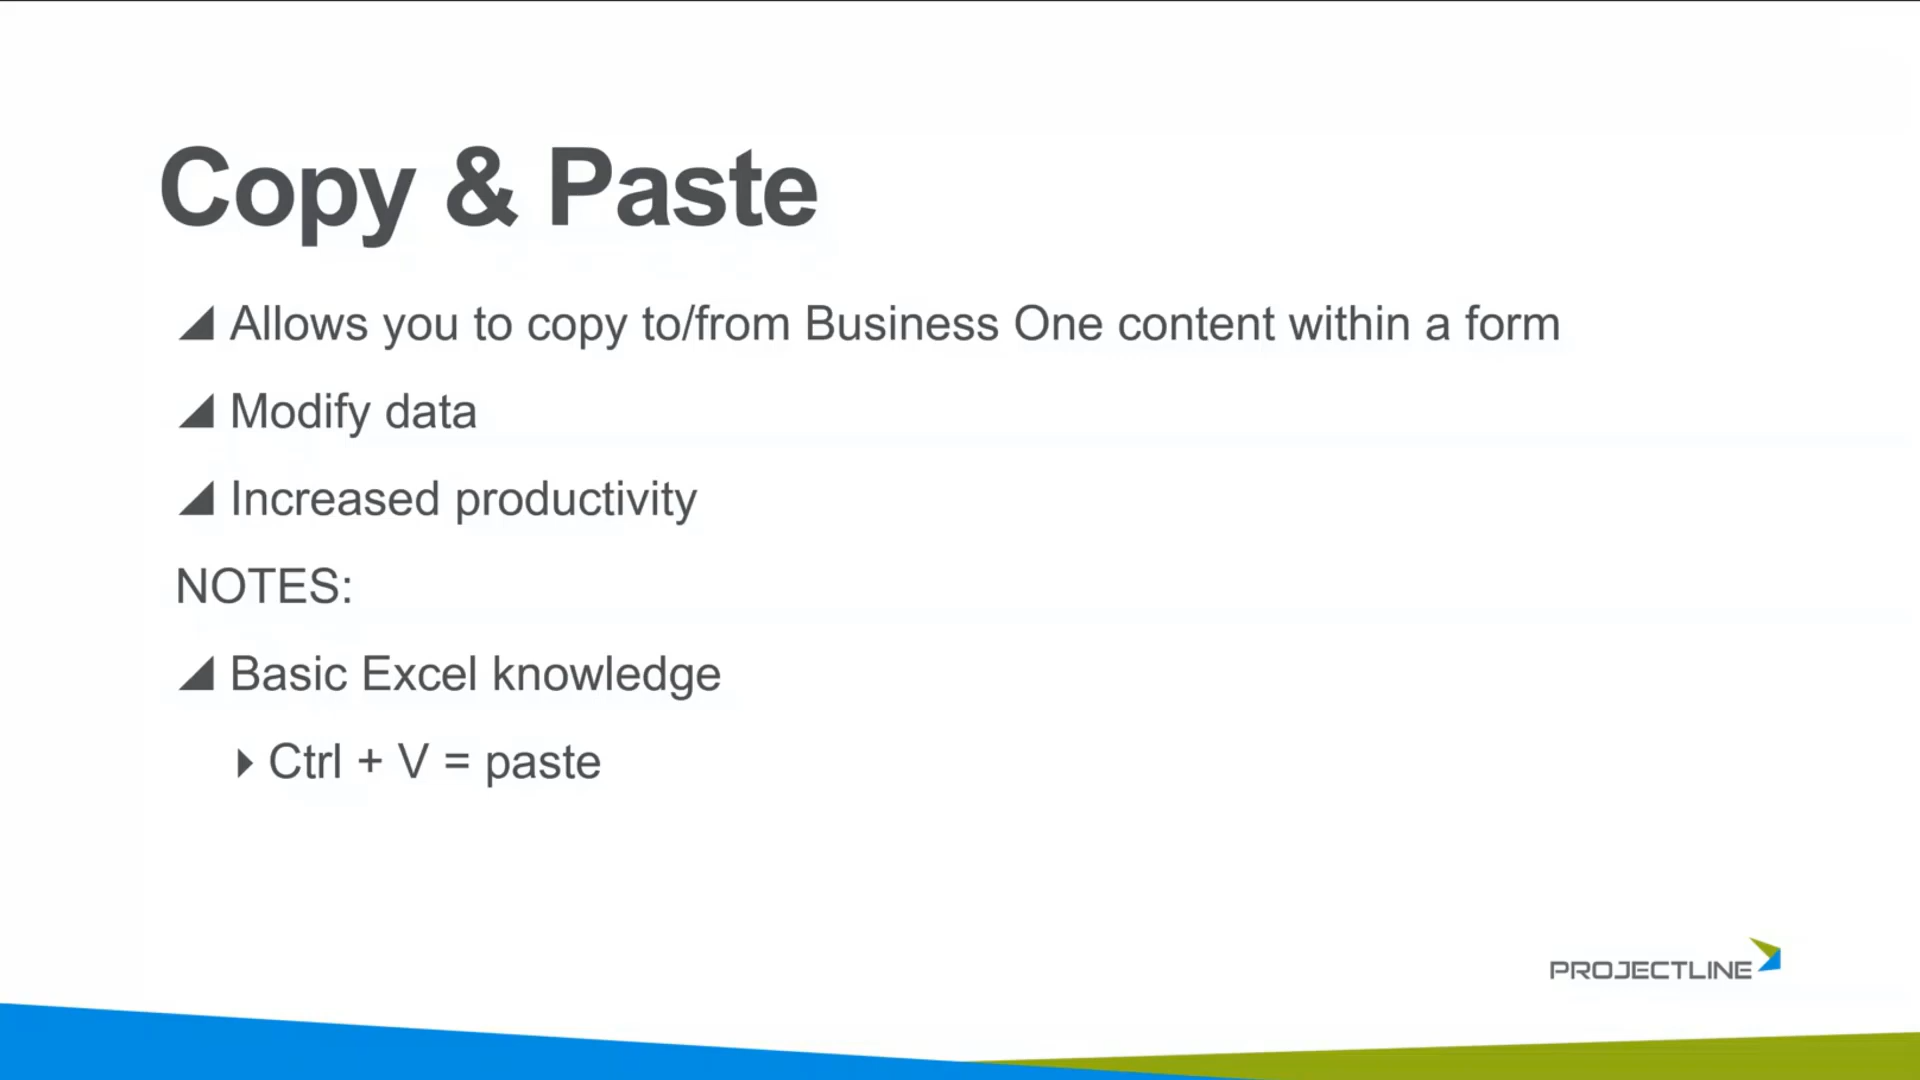 Copy & Paste
Allows you to copy to/from Business One content within a form
Modify data
Increased productivity
NOTES:
Basic Excel knowledge
Ctrl + V = paste
PROJECTLINE